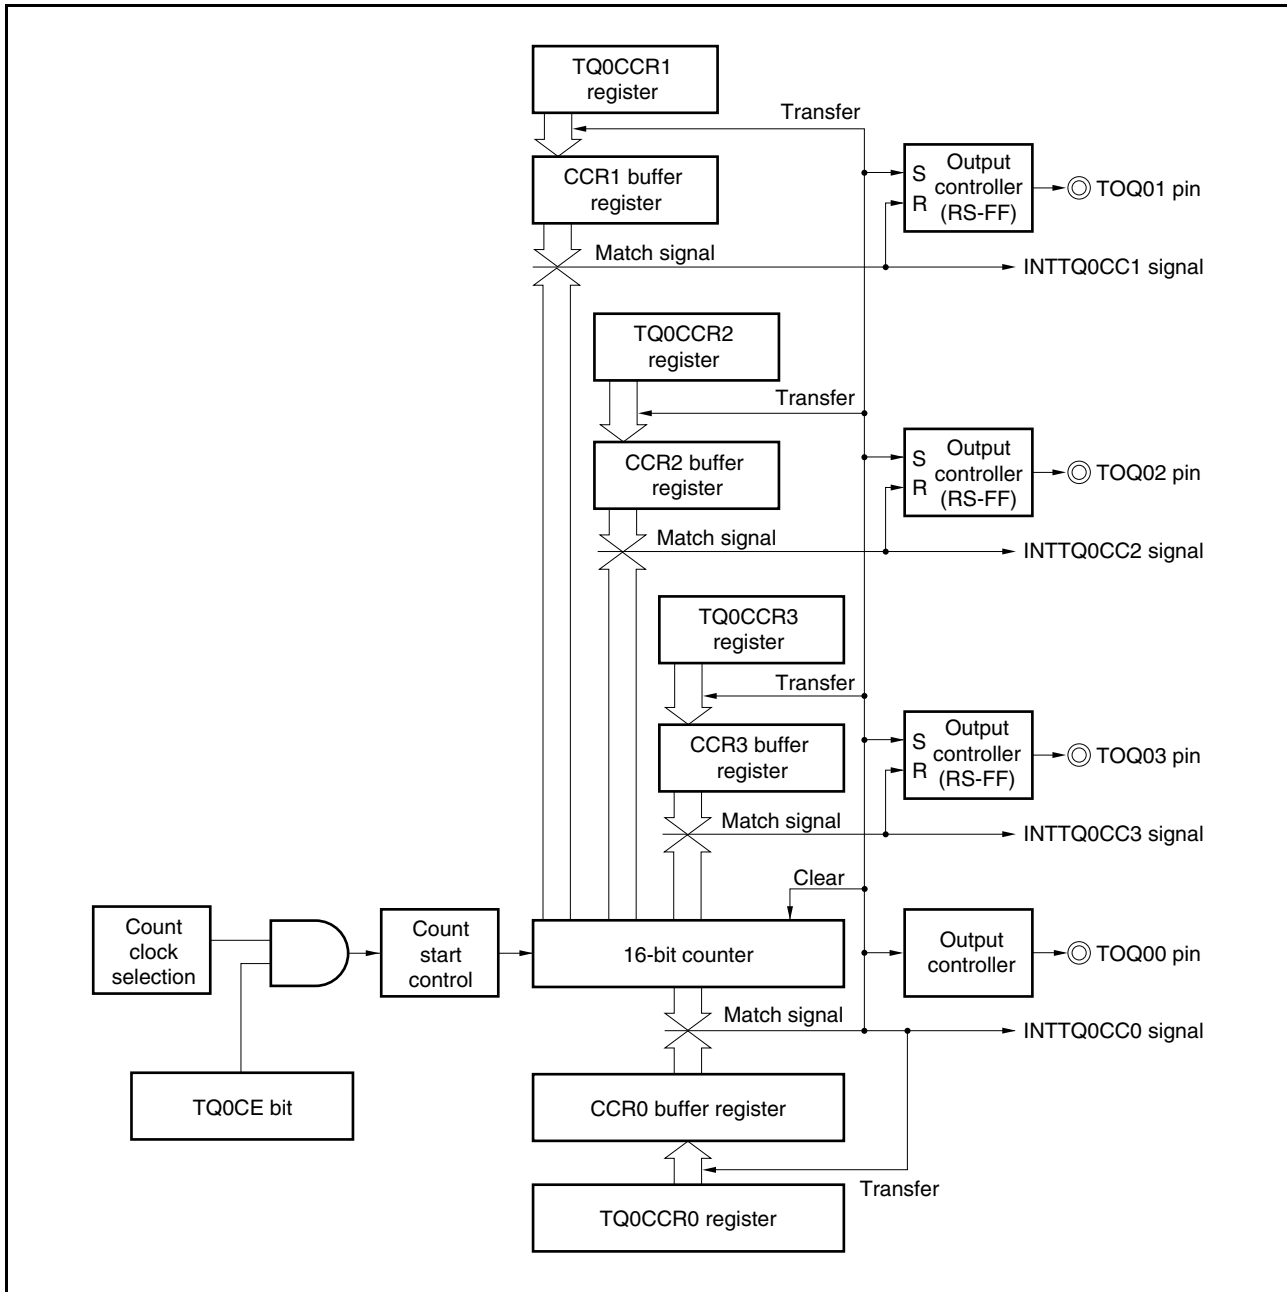 TQ0CCR1
register
Transfer
CCR1 buffer
register
S
R
Output
controller
(RS-FF)
TOQ01 pin
Match signal
INTTQ0CC1 signal
TQ0CCR2
register
Transfer
CCR2 buffer
register
S
R
Output
controller
(RS-FF)
TOQ02 pin
Match signal
INTTQ0CC2 signal
TQ0CCR3
register
Transfer
CCR3 buffer
register
S
R
Output
controller
(RS-FF)
TOQ03 pin
Match signal
INTTQ0CC3 signal
Clear
Count
clock
selection
Count
start
control
16-bit counter
Output
controller
TOQ00 pin
Match signal
INTTQ0CC0 signal
TQ0CE bit
CCR0 buffer register
Transfer
TQ0CCR0 register